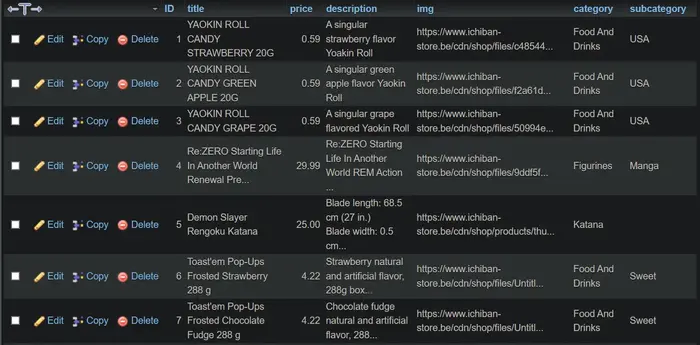 ID title price description img category subcategory
Edit Copy Delete 1 YAOKIN ROLL CANDY STRAWBERRY 20G 0.59 A singular strawberry flavor Yoakin Roll https://www.ichiban-store.be/cdn/shop/files/c48544... Food And Drinks USA
Edit Copy Delete 2 YAOKIN ROLL CANDY GREEN APPLE 20G 0.59 A singular green apple flavor Yaokin Roll https://www.ichiban-store.be/cdn/shop/files/f2a61d... Food And Drinks USA
Edit Copy Delete 3 YAOKIN ROLL CANDY GRAPE 20G 0.59 A singular grape flavored Yaokin Roll https://www.ichiban-store.be/cdn/shop/files/50994e... Food And Drinks USA
Edit Copy Delete 4 Re:ZERO Starting Life In Another World Renewal Pre... 29.99 Re:ZERO Starting Life In Another World REM Action ... https://www.ichiban-store.be/cdn/shop/files/9ddf5f... Figurines Manga
Edit Copy Delete 5 Demon Slayer Rengoku Katana 25.00 Blade length: 68.5 cm (27 in.) Blade width: 0.5 cm... https://www.ichiban-store.be/cdn/shop/products/thu... Katana
Edit Copy Delete 6 Toast'em Pop-Ups Frosted Strawberry 288 g 4.22 Strawberry natural and artificial flavor, 288g box... https://www.ichiban-store.be/cdn/shop/files/Untitl... Food And Drinks Sweet
Edit Copy Delete 7 Toast'em Pop-Ups Frosted Chocolate Fudge 288 g 4.22 Chocolate fudge natural and artificial flavor, 288... https://www.ichiban-store.be/cdn/shop/files/Untitl... Food And Drinks Sweet